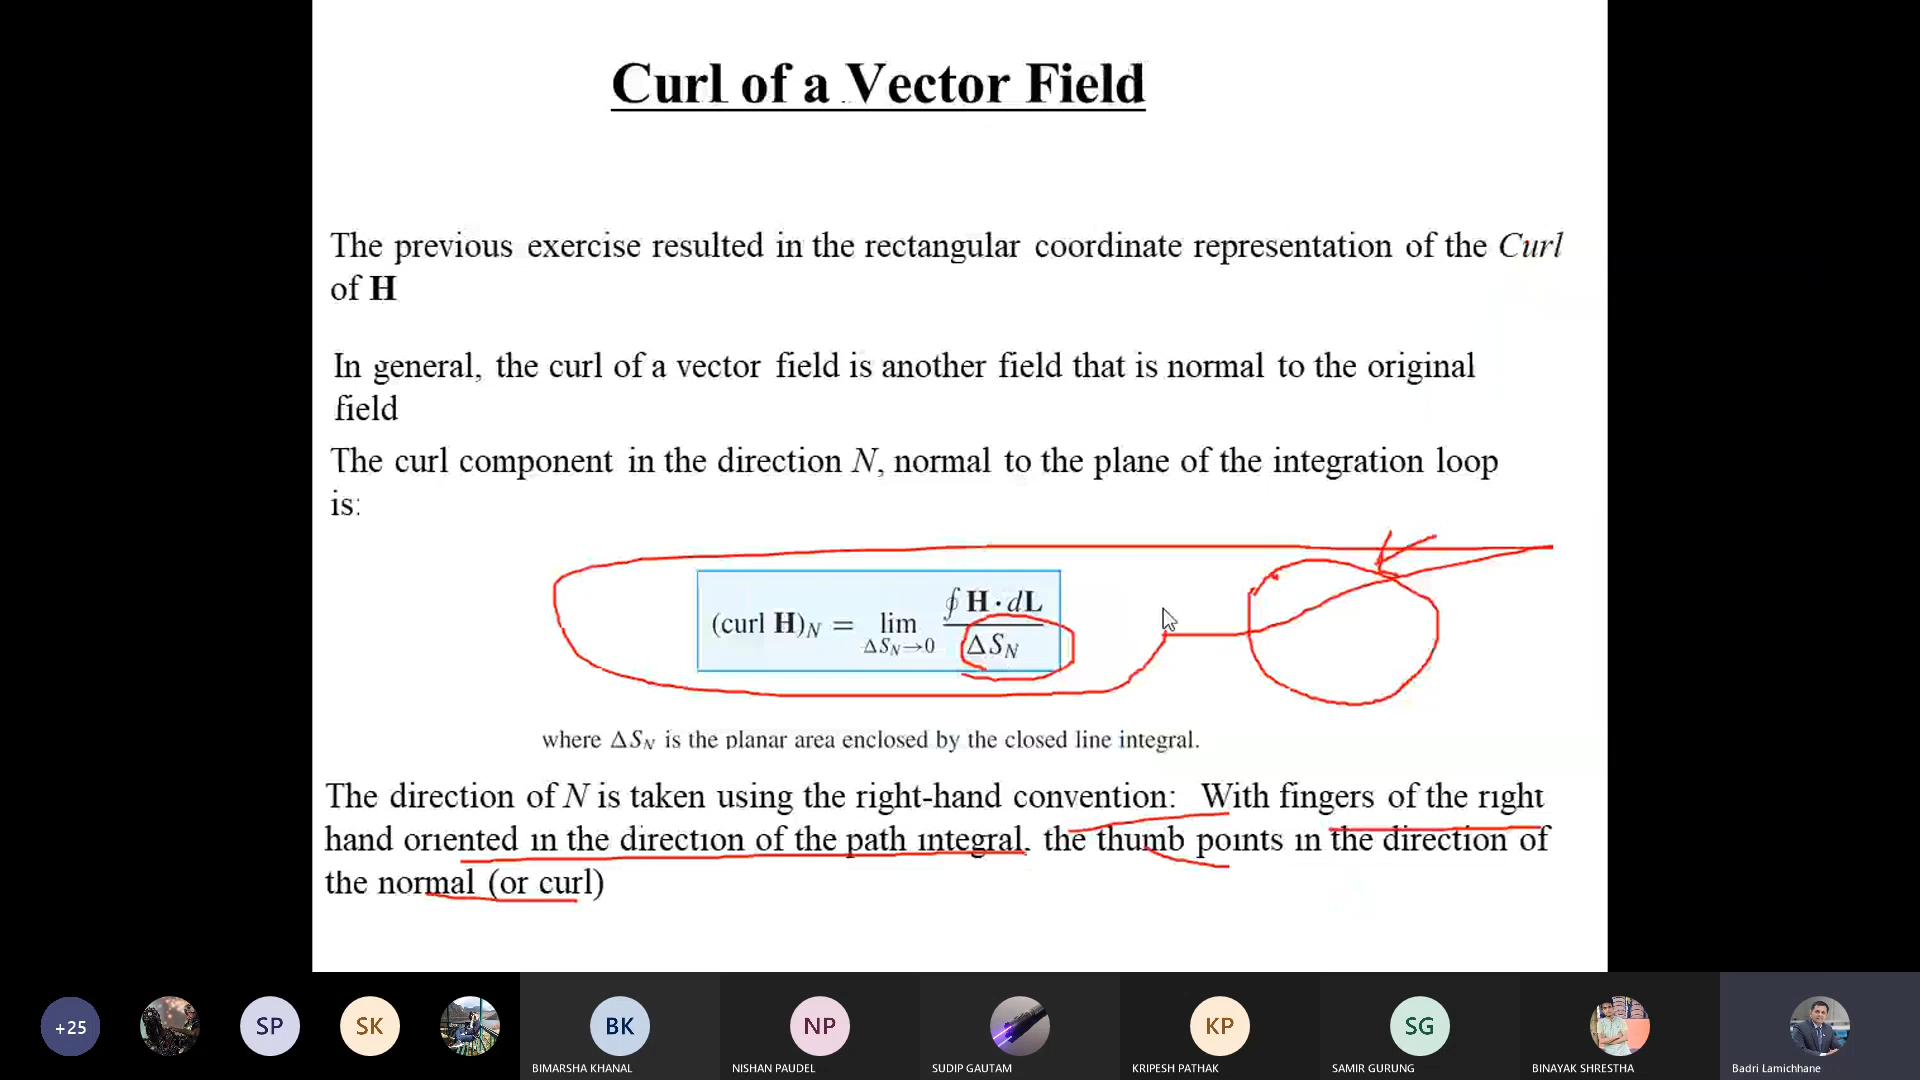 Curl of a Vector Field
The previous exercise resulted in the rectangular coordinate representation of the Curl
of H
In general, the curl of a vector field is another field that is normal to the original
field
The curl component in the direction N, normal to the plane of the integration loop
is:
(curl H)_N = lim_{ΔS_N→0} ∮ H · dL / ΔS_N
where ΔS_N is the planar area enclosed by the closed line integral.
The direction of N is taken using the right-hand convention: With fingers of the right
hand oriented in the direction of the path integral, the thumb points in the direction of
the normal (or curl)
+25 SP SK BK NP KP SG
BIMARSHA KHANAL NISHAN PAUDEL SUDIP GAUTAM KRIPESH PATHAK SAMIR GURUNG BINAYAK SHRESTHA Badri Lamichhane